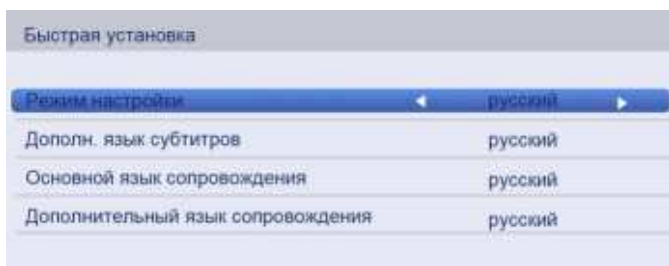 Быстрая установка
Режим настройки русский
Дополн. язык субтитров русский
Основной язык сопровождения русский
Дополнительный язык сопровождения русский